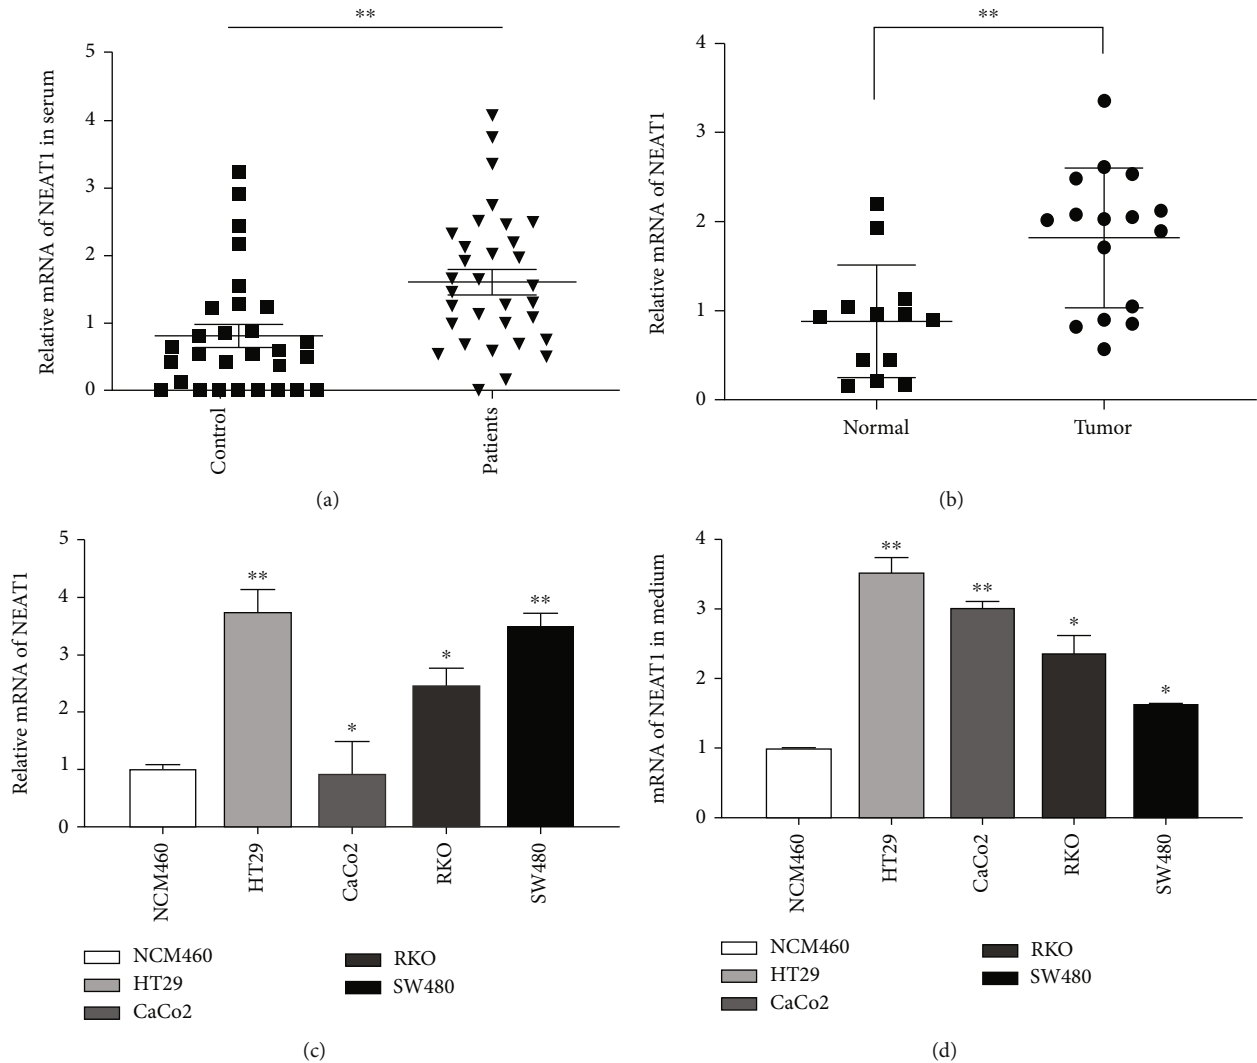 **
Relative mRNA of NEAT1 in serum
5
4
3
2
1
0
Control
Patients
(a)
**
Relative mRNA of NEAT1
4
3
2
1
0
Normal
Tumor
(b)
Relative mRNA of NEAT1
5
4
3
2
1
0
**
*
*
**
NCM460
HT29
CaCo2
RKO
SW480
NCM460
HT29
CaCo2
RKO
SW480
(c)
mRNA of NEAT1 in medium
4
3
2
1
0
**
**
*
*
NCM460
HT29
CaCo2
RKO
SW480
NCM460
HT29
CaCo2
RKO
SW480
(d)